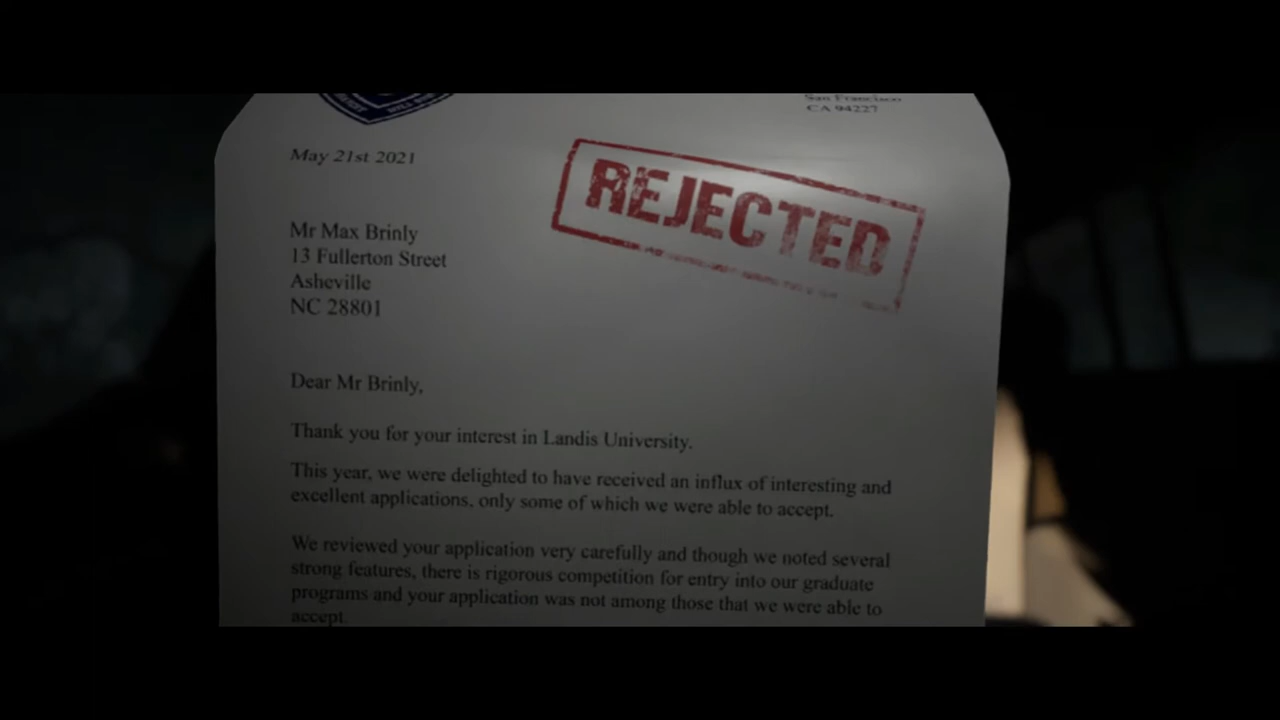 San Francisco
CA 94227
May 21st 2021
REJECTED
Mr Max Brinly
13 Fullerton Street
Asheville
NC 28801
Dear Mr Brinly,
Thank you for your interest in Landis University.
This year, we were delighted to have received an influx of interesting and
excellent applications, only some of which we were able to accept.
We reviewed your application very carefully and though we noted several
strong features, there is rigorous competition for entry into our graduate
programs and your application was not among those that we were able to
accept.